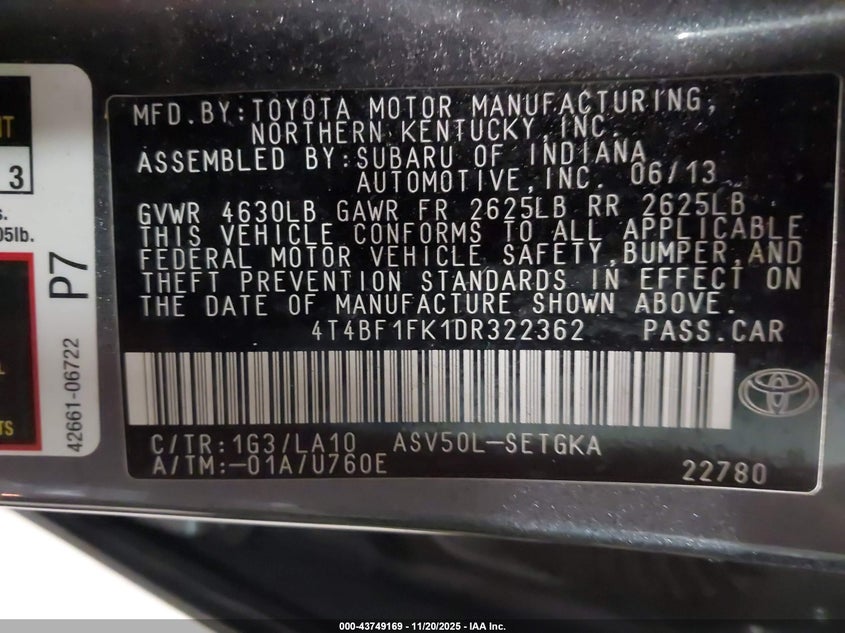 MFD.BY:TOYOTA MOTOR MANUFACTURING,
NORTHERN KENTUCKY,INC.
ASSEMBLED BY:SUBARU OF INDIANA
AUTOMOTIVE,INC. 06/13
GVWR 4630LB GAWR FR 2625LB RR 2625LB
THIS VEHICLE CONFORMS TO ALL APPLICABLE
FEDERAL MOTOR VEHICLE SAFETY,BUMPER,AND
THEFT PREVENTION STANDARDS IN EFFECT ON
THE DATE OF MANUFACTURE SHOWN ABOVE.
4T4BF1FK1DR322362 PASS.CAR
C/TR:1G3/LA10 ASV50L-SETGKA
A/TM:-01A/U760E
22780
3
05lb.
P7
42661-06722
TS
000-43749169 - 11/20/2025 - IAA Inc.